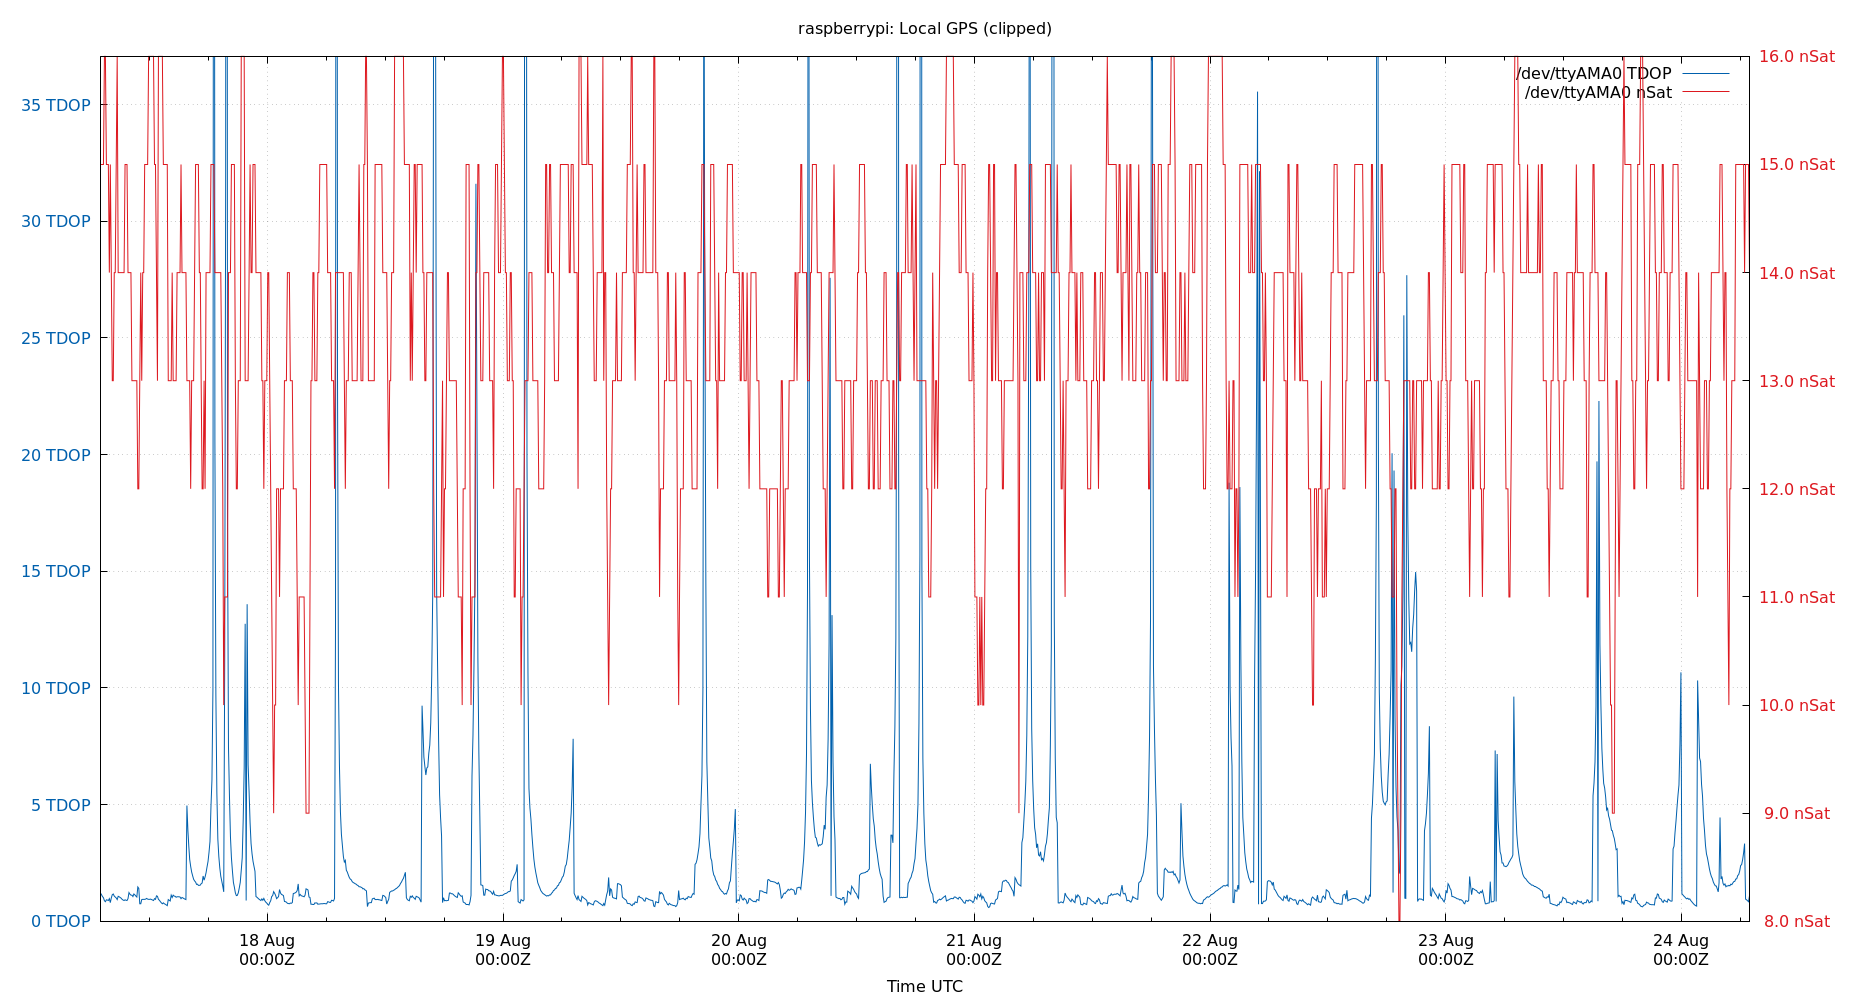 raspberrypi: Local GPS (clipped)
/dev/ttyAMA0 TDOP
/dev/ttyAMA0 nSat
35 TDOP
30 TDOP
25 TDOP
20 TDOP
15 TDOP
10 TDOP
5 TDOP
0 TDOP
16.0 nSat
15.0 nSat
14.0 nSat
13.0 nSat
12.0 nSat
11.0 nSat
10.0 nSat
9.0 nSat
8.0 nSat
18 Aug
00:00Z
19 Aug
00:00Z
20 Aug
00:00Z
21 Aug
00:00Z
22 Aug
00:00Z
23 Aug
00:00Z
24 Aug
00:00Z
Time UTC